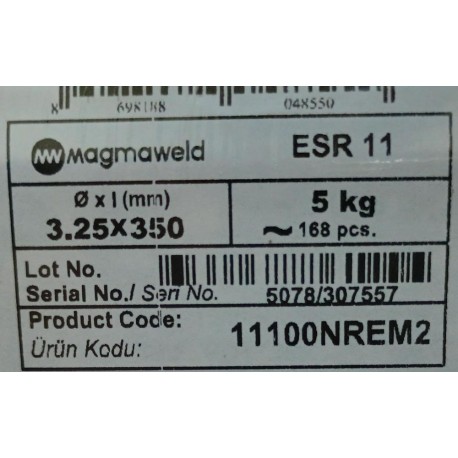 8 698188 048550
magmaweld
ESR 11
Ø x l (mm)
3.25X350
5 kg
~ 168 pcs.
Lot No.
Serial No./ Seri No.
5078/307557
Product Code:
Ürün Kodu:
11100NREM2